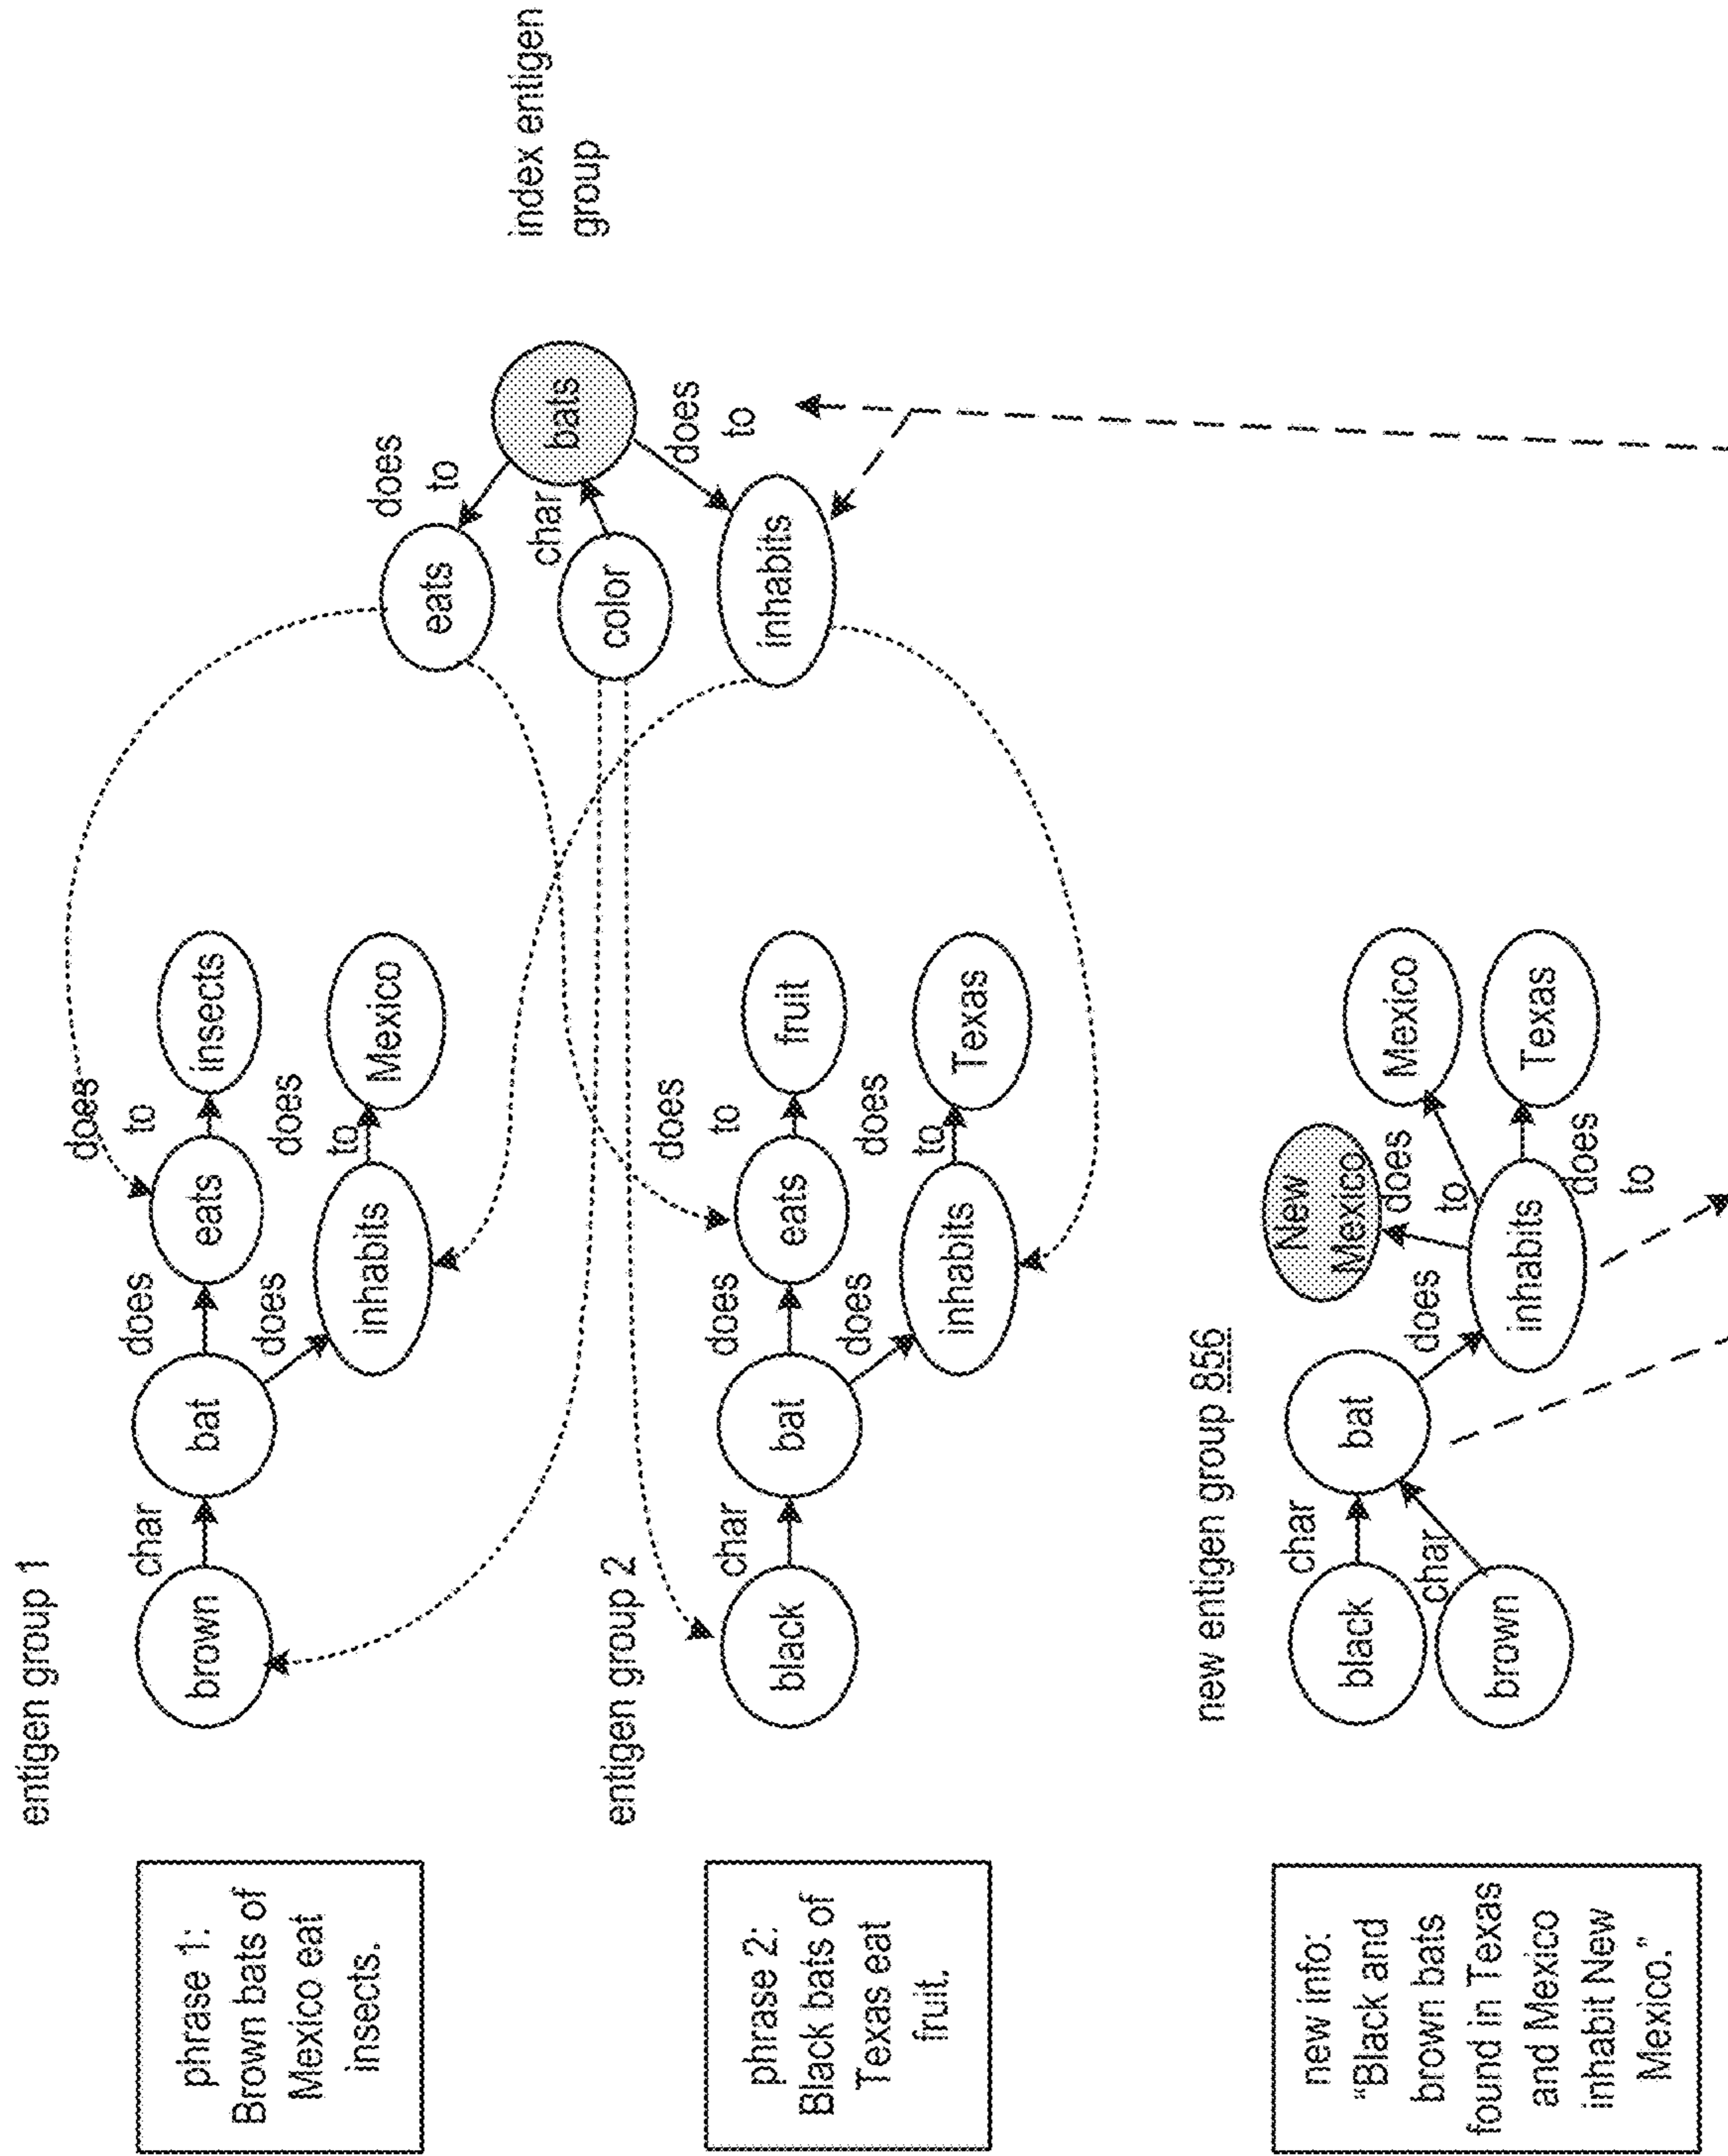 entigen group 1
phrase 1:
Brown bats of
Mexico eat
insects.
brown
char
bat
does
eats
does
to
insects
does
inhabits
does
to
Mexico
entigen group 2
phrase 2:
Black bats of
Texas eat
fruit.
black
char
bat
does
eats
does
to
fruit
does
inhabits
does
to
Texas
index entigen
group
bats
does
to
eats
char
color
does
to
inhabits
new entigen group 856
new info:
"Black and
brown bats
found in Texas
and Mexico
inhabit New
Mexico."
black
char
brown
char
bat
does
inhabits
New
Mexico
does
to
Mexico
does
to
Texas